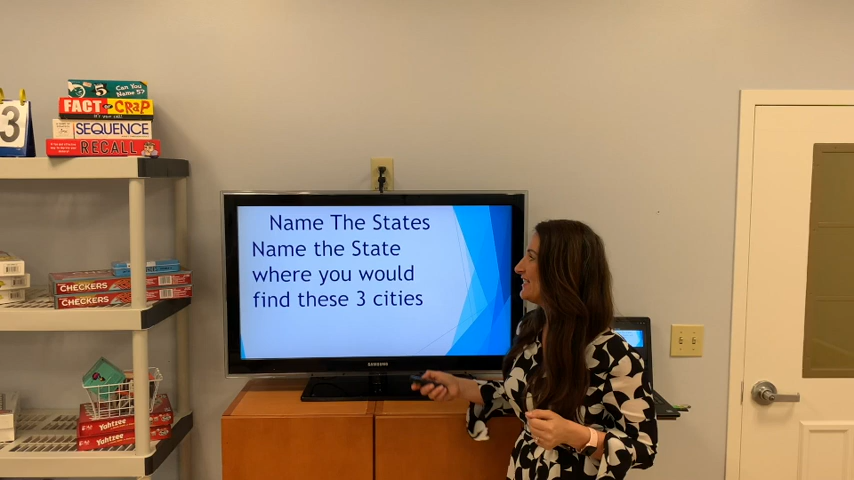 5 Can You
Name 5?
FACT OR CRAP
SEQUENCE
RECALL
3
Name The States
Name the State
where you would
find these 3 cities
CHECKERS
CHECKERS
SAMSUNG
Yahtzee
Yahtzee